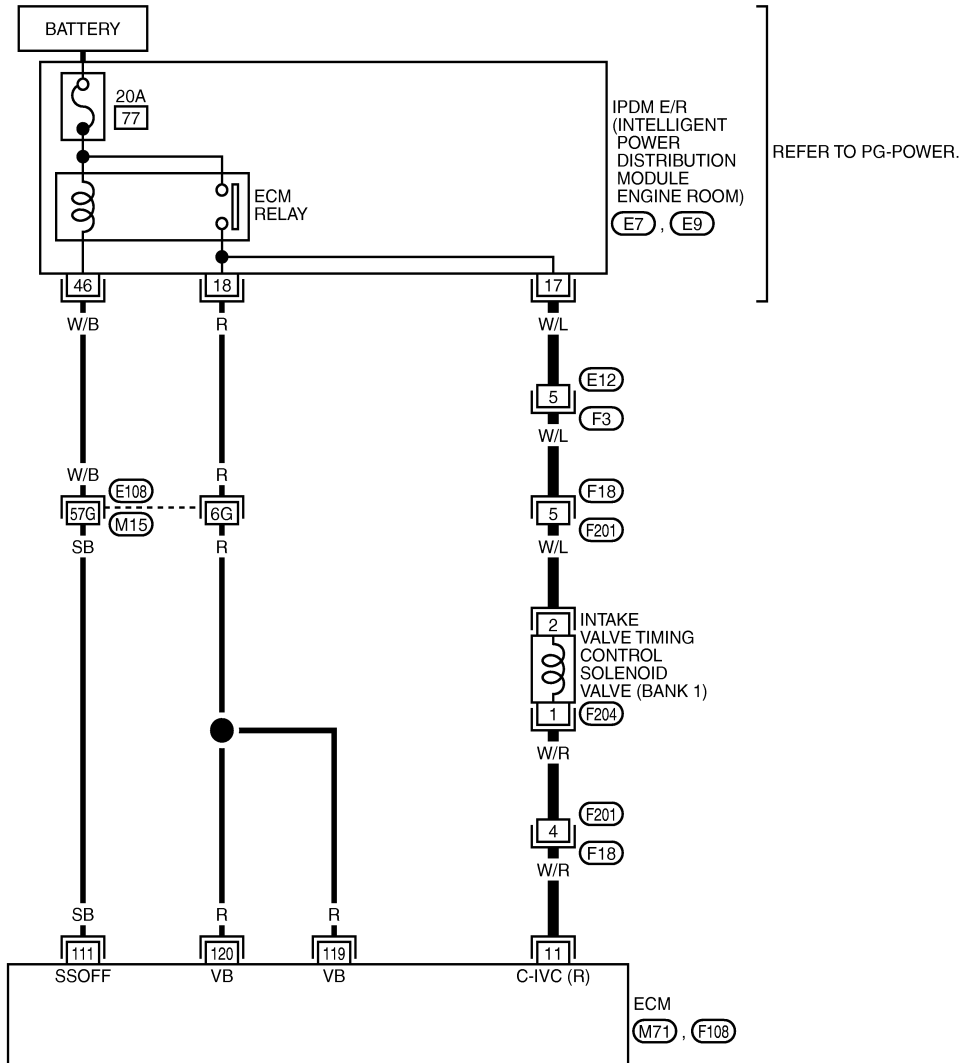 BATTERY
20A
77
IPDM E/R
(INTELLIGENT
POWER
DISTRIBUTION
MODULE
ENGINE ROOM)
E7 , E9
REFER TO PG-POWER.
ECM
RELAY
46
18
17
W/B
R
W/L
5
E12
F3
W/L
W/B
R
57G
E108
M15
6G
SB
R
5
F18
F201
W/L
2
INTAKE
VALVE TIMING
CONTROL
SOLENOID
VALVE (BANK 1)
1
F204
W/R
4
F201
F18
W/R
SB
R
R
111
120
119
11
SSOFF
VB
VB
C-IVC (R)
ECM
M71 , F108